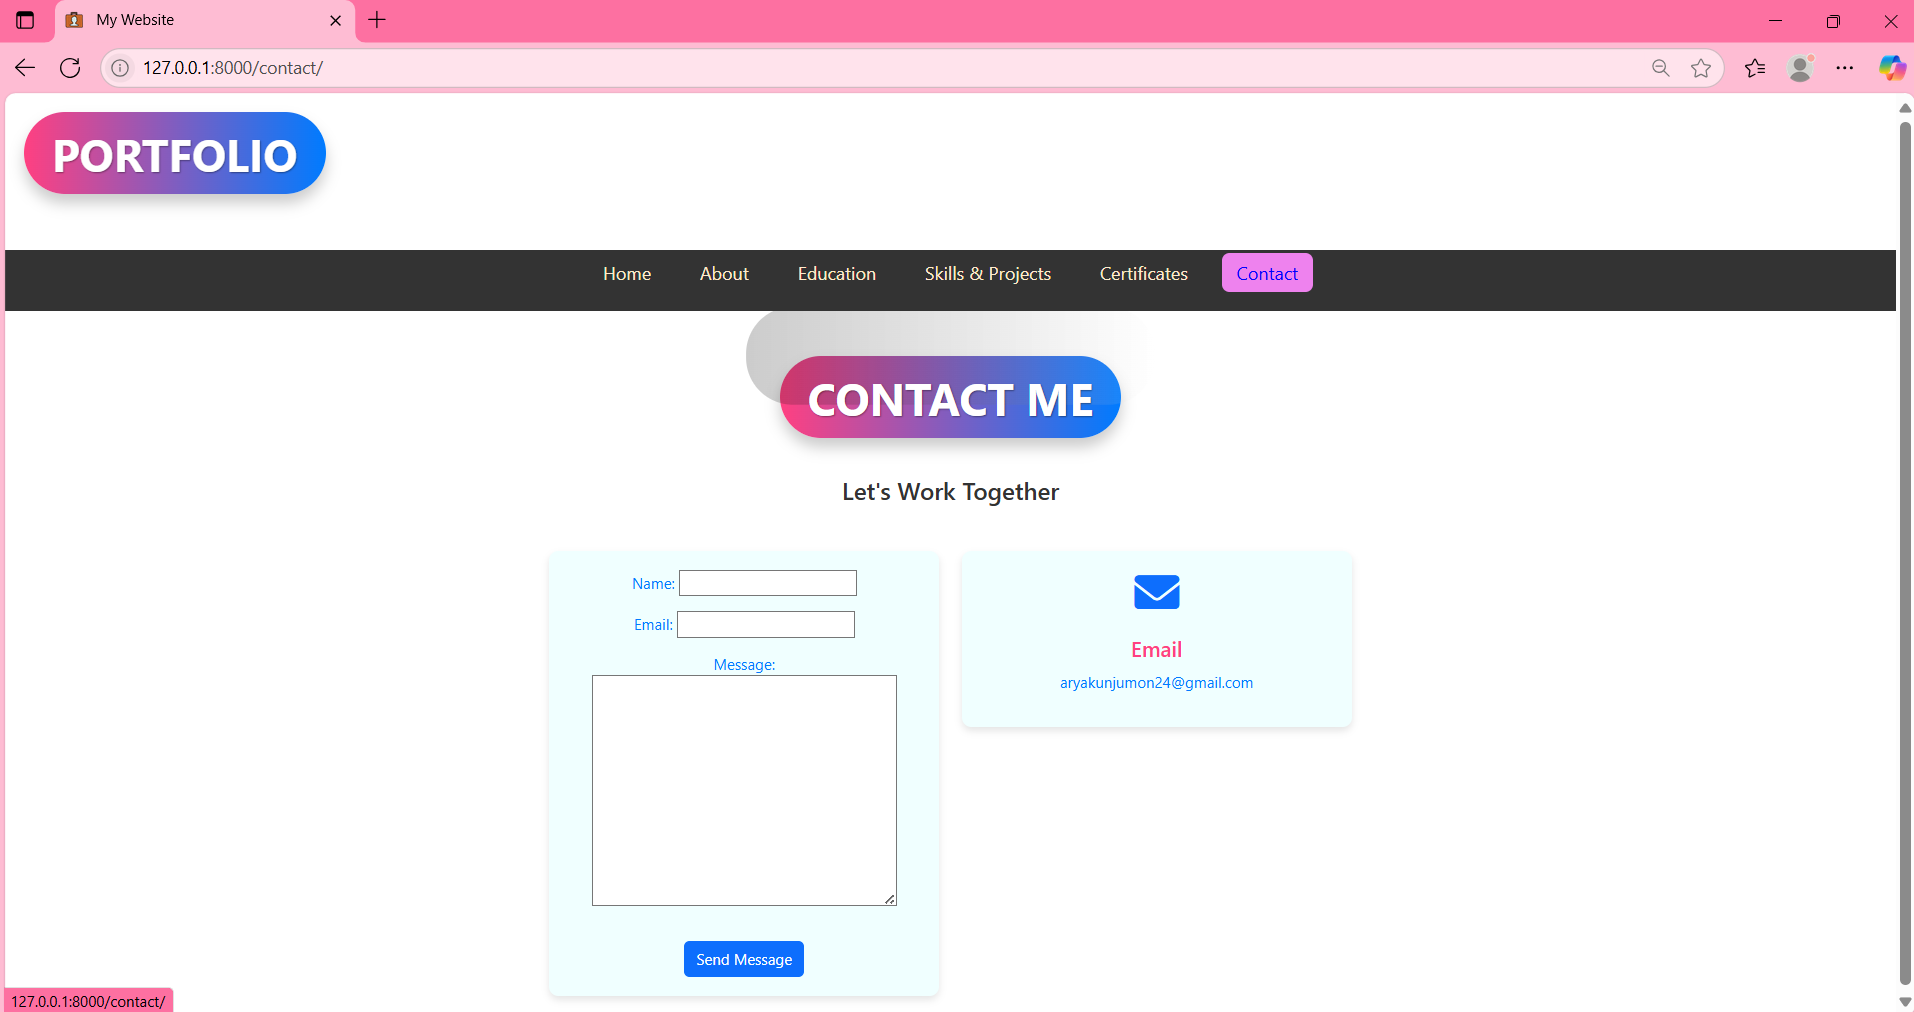 My Website
127.0.0.1:8000/contact/
PORTFOLIO
Home About Education Skills & Projects Certificates Contact
CONTACT ME
Let's Work Together
Name:
Email:
Message:
Send Message
Email
aryakunjumon24@gmail.com
127.0.0.1:8000/contact/